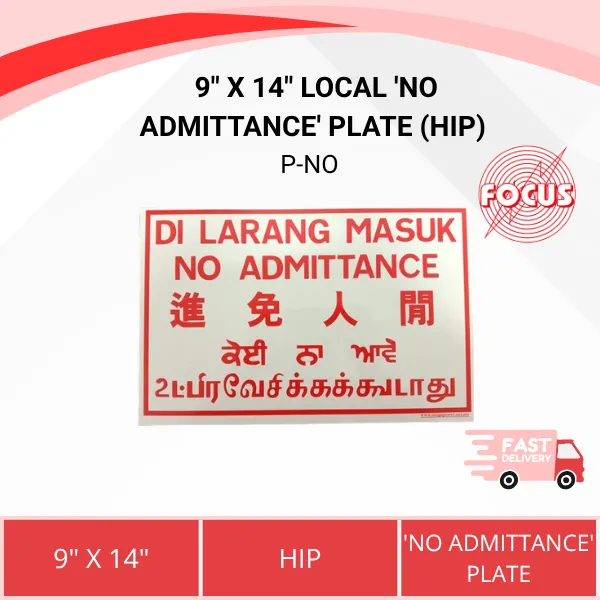 9" X 14" LOCAL 'NO
ADMITTANCE' PLATE (HIP)
P-NO
FOCUS
DI LARANG MASUK
NO ADMITTANCE
進 免 人 閒
ਕੋਈ ਨਾ ਆਵੇ
உட்பிரவேசிக்கக்கூடாது
FAST
DELIVERY
9" X 14"
HIP
'NO ADMITTANCE'
PLATE